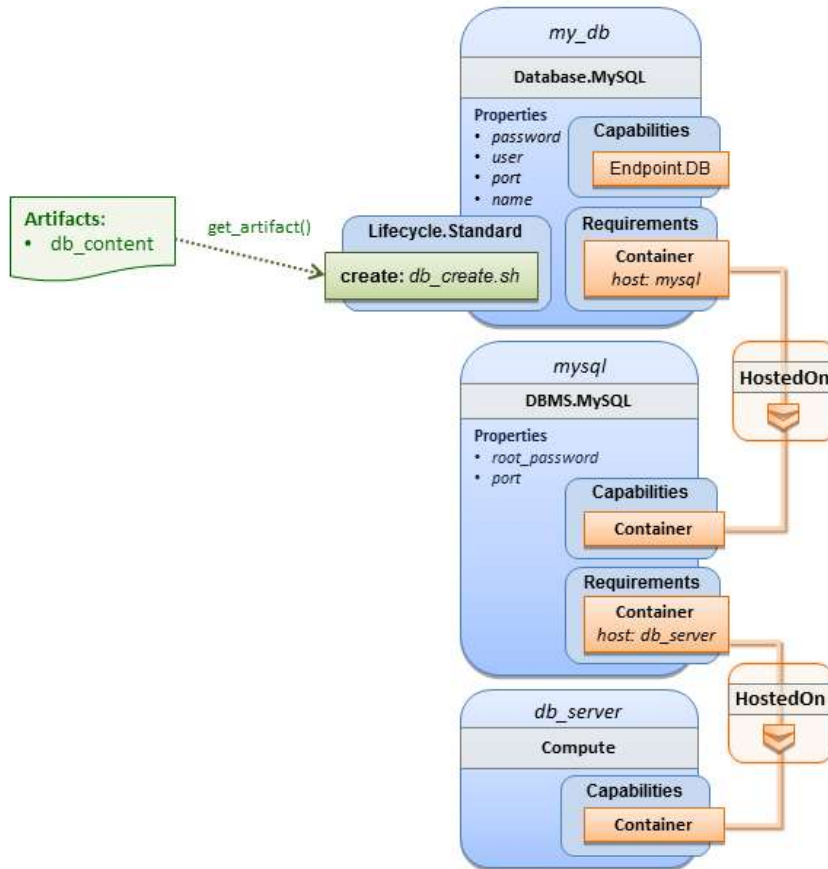 my_db
Database.MySQL
Properties
• password
• user
• port
• name
Capabilities
Endpoint.DB
Artifacts:
• db_content
get_artifact()
Lifecycle.Standard
create: db_create.sh
Requirements
Container
host: mysql
HostedOn
mysql
DBMS.MySQL
Properties
• root_password
• port
Capabilities
Container
Requirements
Container
host: db_server
HostedOn
db_server
Compute
Capabilities
Container